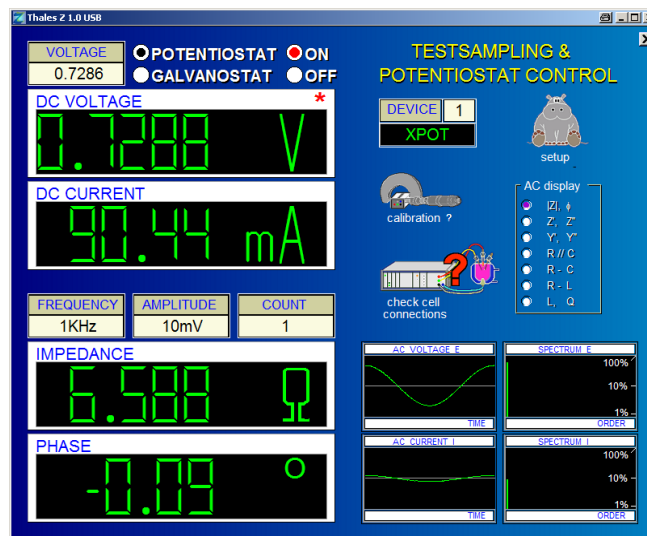 Thales Z 1.0 USB
VOLTAGE
0.7286
POTENTIOSTAT ON
GALVANOSTAT OFF
DC VOLTAGE *
0.7288 V
DC CURRENT
90.44 mA
FREQUENCY AMPLITUDE COUNT
1KHz 10mV 1
IMPEDANCE
6.588 Ω
PHASE
-0.09 °
TESTSAMPLING &
POTENTIOSTAT CONTROL
DEVICE 1
XPOT
setup
calibration ?
?
check cell
connections
AC display
|Z|, ϕ
Z', Z"
Y', Y"
R // C
R - C
R - L
L, Q
AC VOLTAGE E
TIME
SPECTRUM E
100%
10%
1%
ORDER
AC CURRENT I
TIME
SPECTRUM I
100%
10%
1%
ORDER